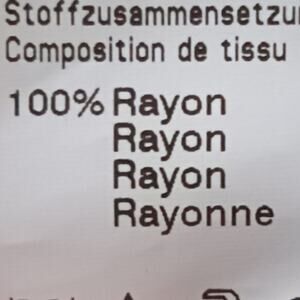 Stoffzusammensetzu
Composition de tissu
100% Rayon
Rayon
Rayon
Rayonne